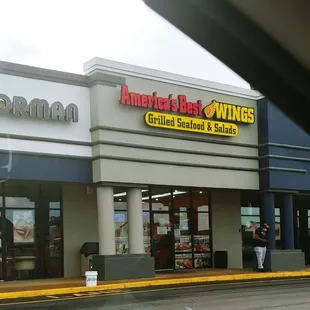 ORMAN
America's Best WINGS
Grilled Seafood & Salads